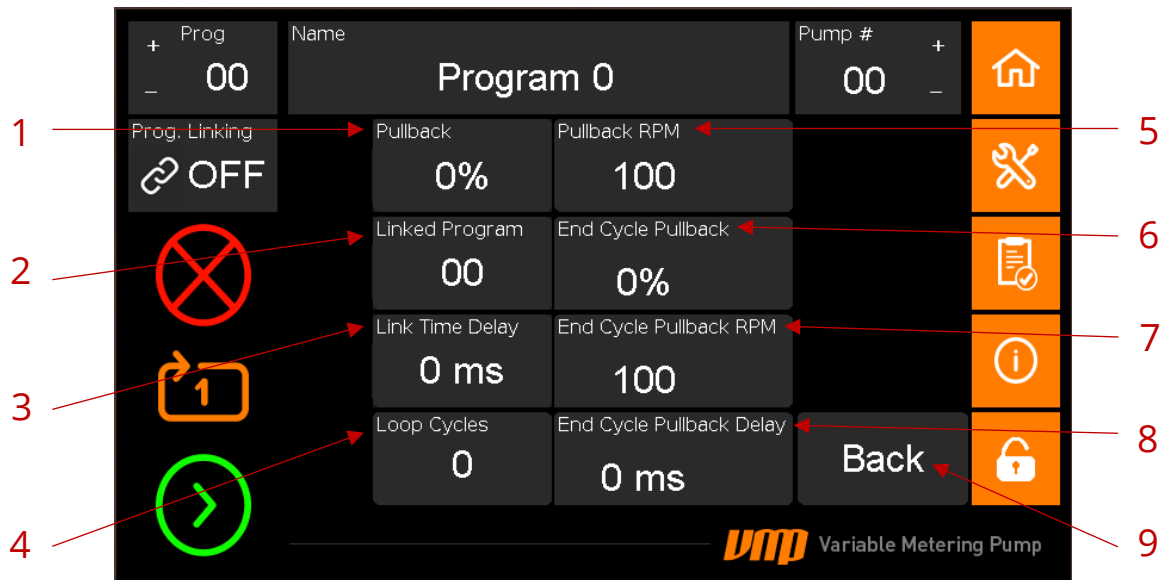 Prog
+
00
_
Name
Program 0
Pump #
+
00
_
1
Prog. Linking
OFF
Pullback
0%
Pullback RPM
100
5
2
Linked Program
00
End Cycle Pullback
0%
6
3
Link Time Delay
0 ms
End Cycle Pullback RPM
100
7
1
i
4
Loop Cycles
0
End Cycle Pullback Delay
0 ms
8
Back
9
vmp Variable Metering Pump